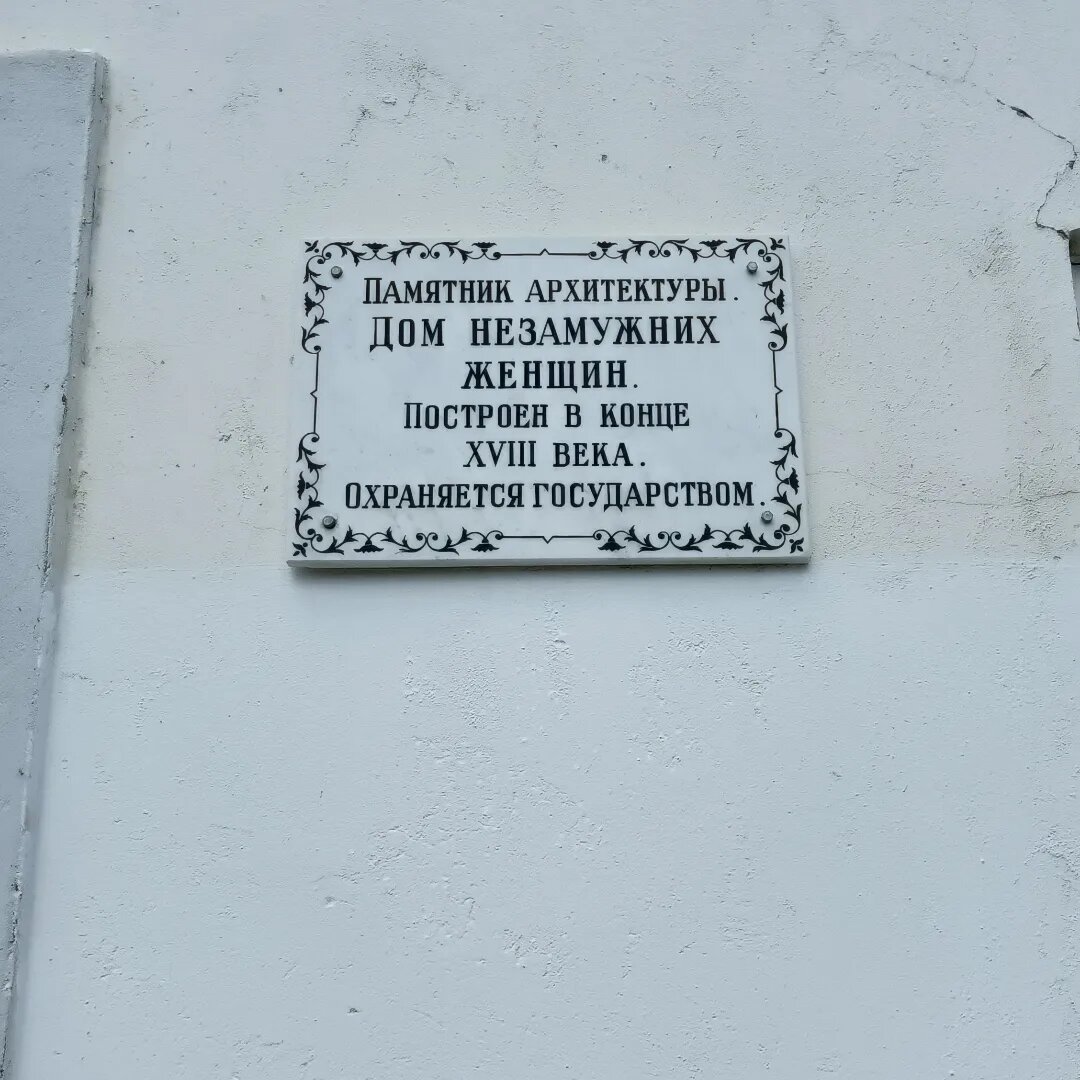 Памятник архитектуры.
Дом незамужних
женщин.
Построен в конце
XVIII века.
Охраняется государством.